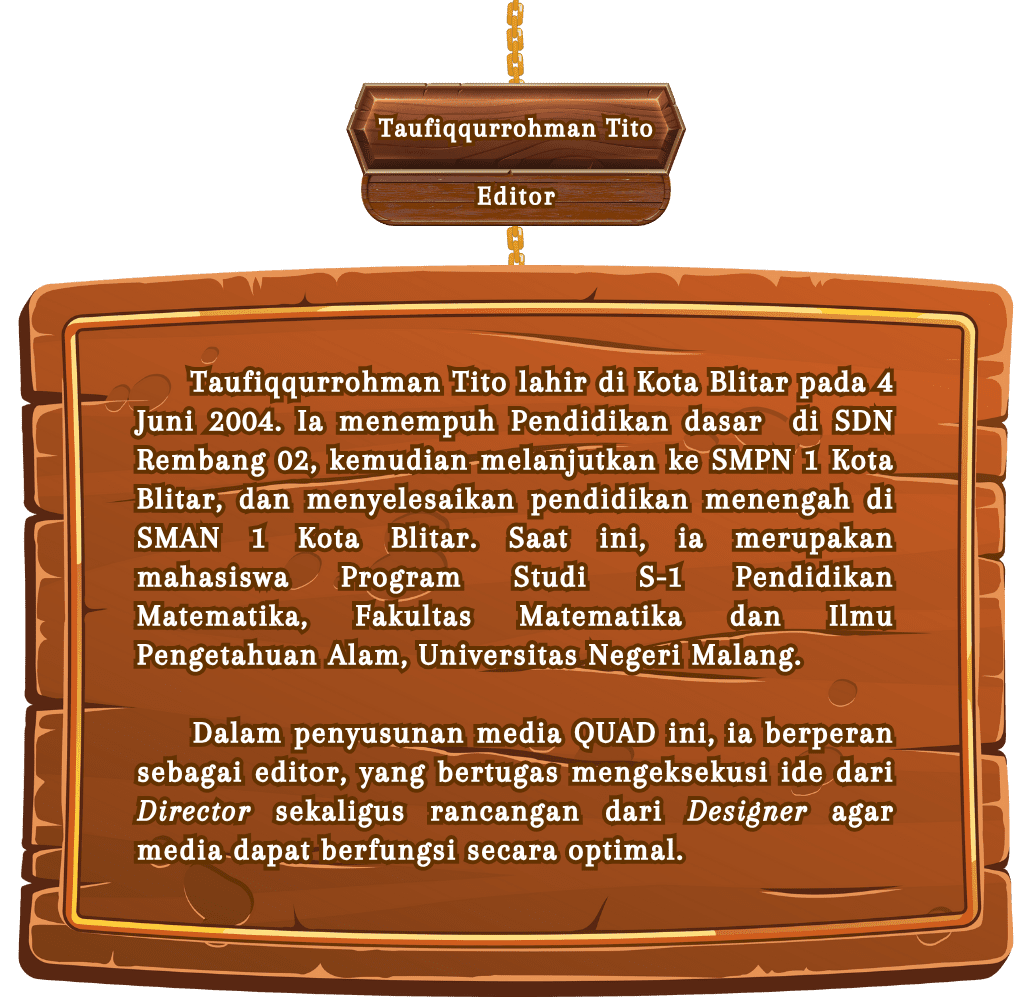 Taufiqqurrohman Tito
Editor
Taufiqqurrohman Tito lahir di Kota Blitar pada 4
Juni 2004. Ia menempuh Pendidikan dasar di SDN
Rembang 02, kemudian melanjutkan ke SMPN 1 Kota
Blitar, dan menyelesaikan pendidikan menengah di
SMAN 1 Kota Blitar. Saat ini, ia merupakan
mahasiswa Program Studi S-1 Pendidikan
Matematika, Fakultas Matematika dan Ilmu
Pengetahuan Alam, Universitas Negeri Malang.
Dalam penyusunan media QUAD ini, ia berperan
sebagai editor, yang bertugas mengeksekusi ide dari
Director sekaligus rancangan dari Designer agar
media dapat berfungsi secara optimal.